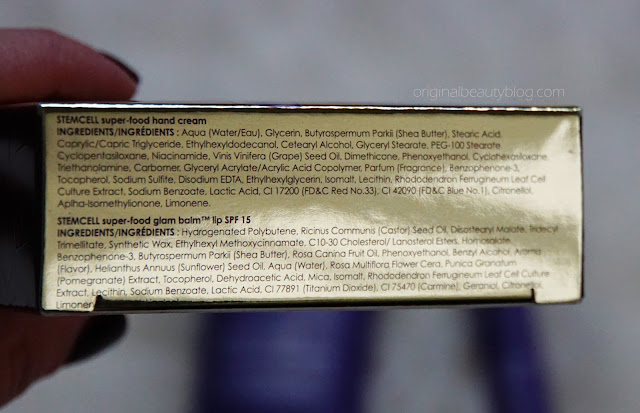 originalbeautyblog.com
STEMCELL super-food hand cream
INGREDIENTS/INGRÉDIENTS : Aqua (Water/Eau), Glycerin, Butyrospermum Parkii (Shea Butter), Stearic Acid,
Caprylic/Capric Triglyceride, Ethylhexyldodecanol, Cetearyl Alcohol, Glyceryl Stearate, PEG-100 Stearate,
Cyclopentasiloxane, Niacinamide, Vinis Vinifera (Grape) Seed Oil, Dimethicone, Phenoxyethanol, Cyclohexasiloxane,
Triethanolamine, Carbomer, Glyceryl Acrylate/Acrylic Acid Copolymer, Parfum (Fragrance), Benzophenone-3,
Tocopherol, Sodium Sulfite, Disodium EDTA, Ethylhexylglycerin, Isomalt, Lecithin, Rhododendron Ferrugineum Leaf Cell
Culture Extract, Sodium Benzoate, Lactic Acid, CI 17200 (FD&C Red No.33), CI 42090 (FD&C Blue No.1), Citronellol,
Aplha-Isomethylionone, Limonene.
STEMCELL super-food glam balm™ lip SPF 15
INGREDIENTS/INGRÉDIENTS : Hydrogenated Polybutene, Ricinus Communis (Castor) Seed Oil, Diisostearyl Malate, Tridecyl
Trimellitate, Synthetic Wax, Ethylhexyl Methoxycinnamate, C10-30 Cholesterol/ Lanosterol Esters, Homosalate,
Benzophenone-3, Butyrospermum Parkii (Shea Butter), Rosa Canina Fruit Oil, Phenoxyethanol, Benzyl Alcohol, Aroma
(Flavor), Helianthus Annuus (Sunflower) Seed Oil, Aqua (Water), Rosa Multiflora Flower Cera, Punica Granatum
(Pomegranate) Extract, Tocopherol, Dehydroacetic Acid, Mica, Isomalt, Rhododendron Ferrugineum Leaf Cell Culture
Extract, Lecithin, Sodium Benzoate, Lactic Acid, CI 77891 (Titanium Dioxide), CI 75470 (Carmine), Geraniol, Citronellol,
Limonene